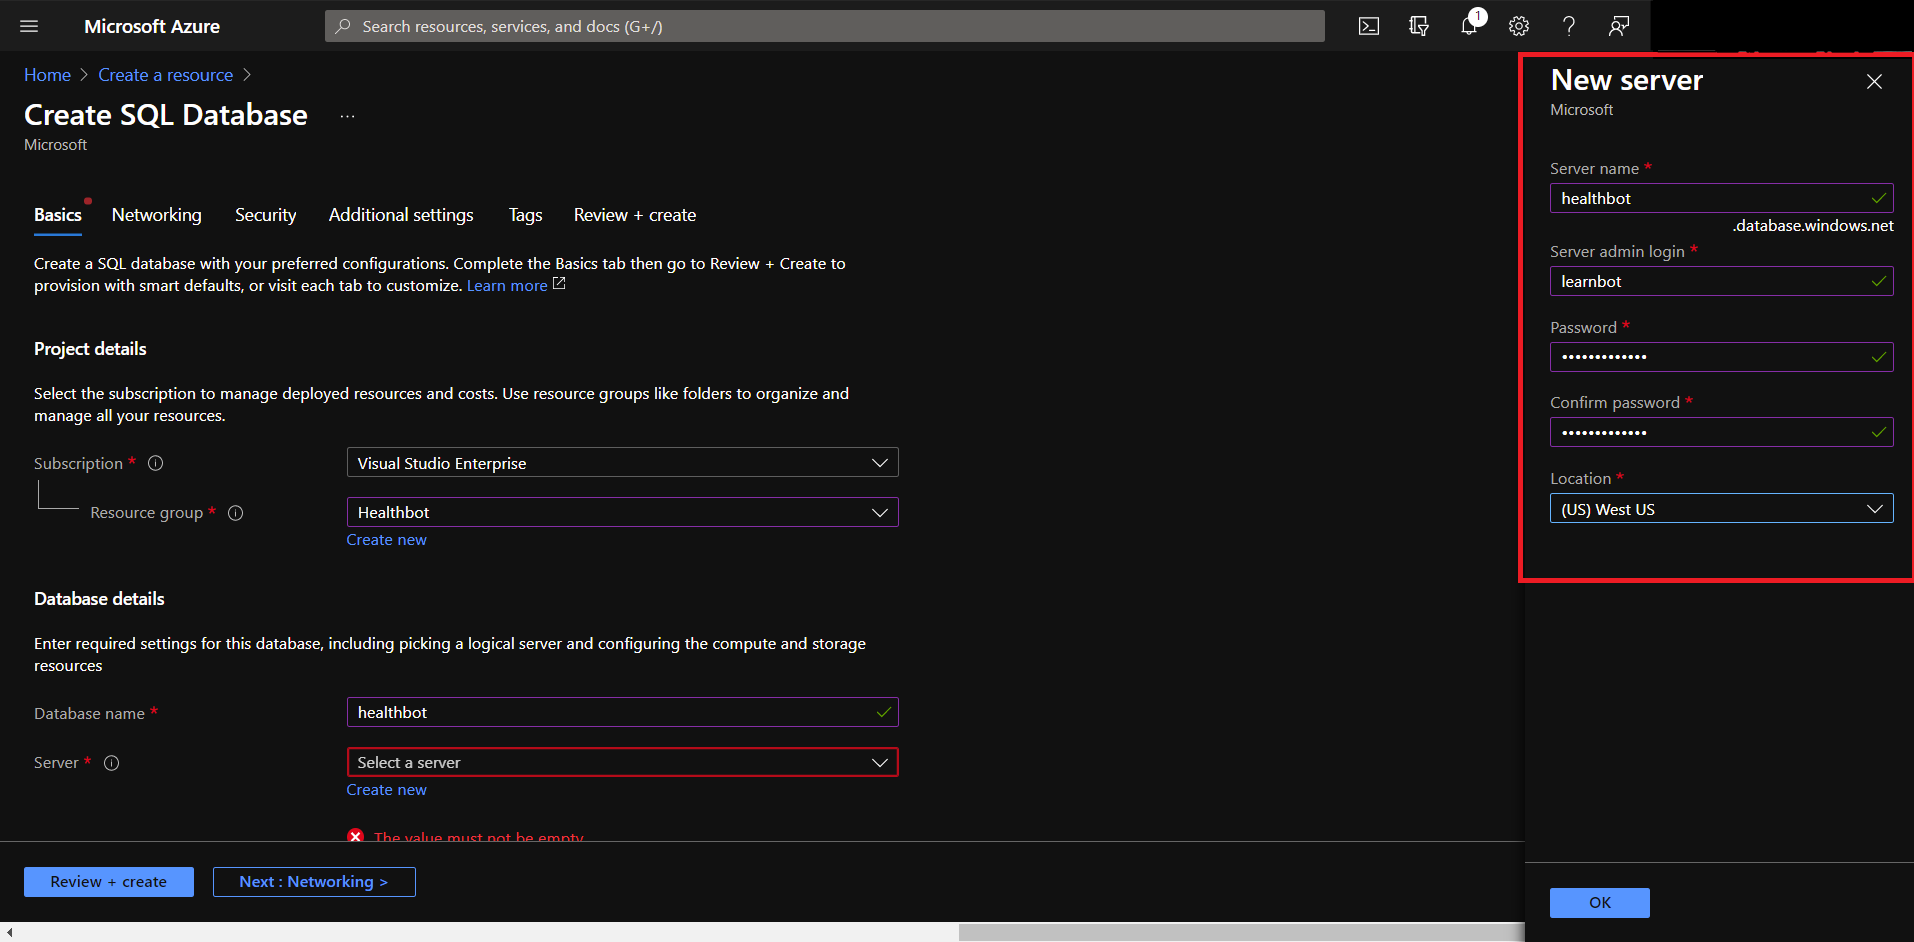 Microsoft Azure
Search resources, services, and docs (G+/)
1
Home
Create a resource
Create SQL Database
...
Microsoft
Basics
Networking
Security
Additional settings
Tags
Review + create
Create a SQL database with your preferred configurations. Complete the Basics tab then go to Review + Create to
provision with smart defaults, or visit each tab to customize. Learn more
Project details
Select the subscription to manage deployed resources and costs. Use resource groups like folders to organize and
manage all your resources.
Subscription *
Visual Studio Enterprise
Resource group *
Healthbot
Create new
Database details
Enter required settings for this database, including picking a logical server and configuring the compute and storage
resources
Database name *
healthbot
Server *
Select a server
Create new
The value must not be empty
Review + create
Next : Networking >
New server
Microsoft
Server name *
healthbot
.database.windows.net
Server admin login *
learnbot
Password *
•••••••••••••
Confirm password *
•••••••••••••
Location *
(US) West US
OK